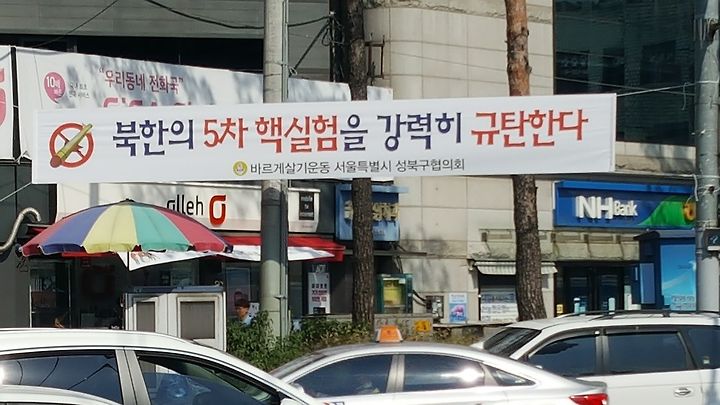 "우리동네 전화국"
북한의 5차 핵실험을 강력히 규탄한다
바르게살기운동 서울특별시 성북구협의회
olleh
NH Bank